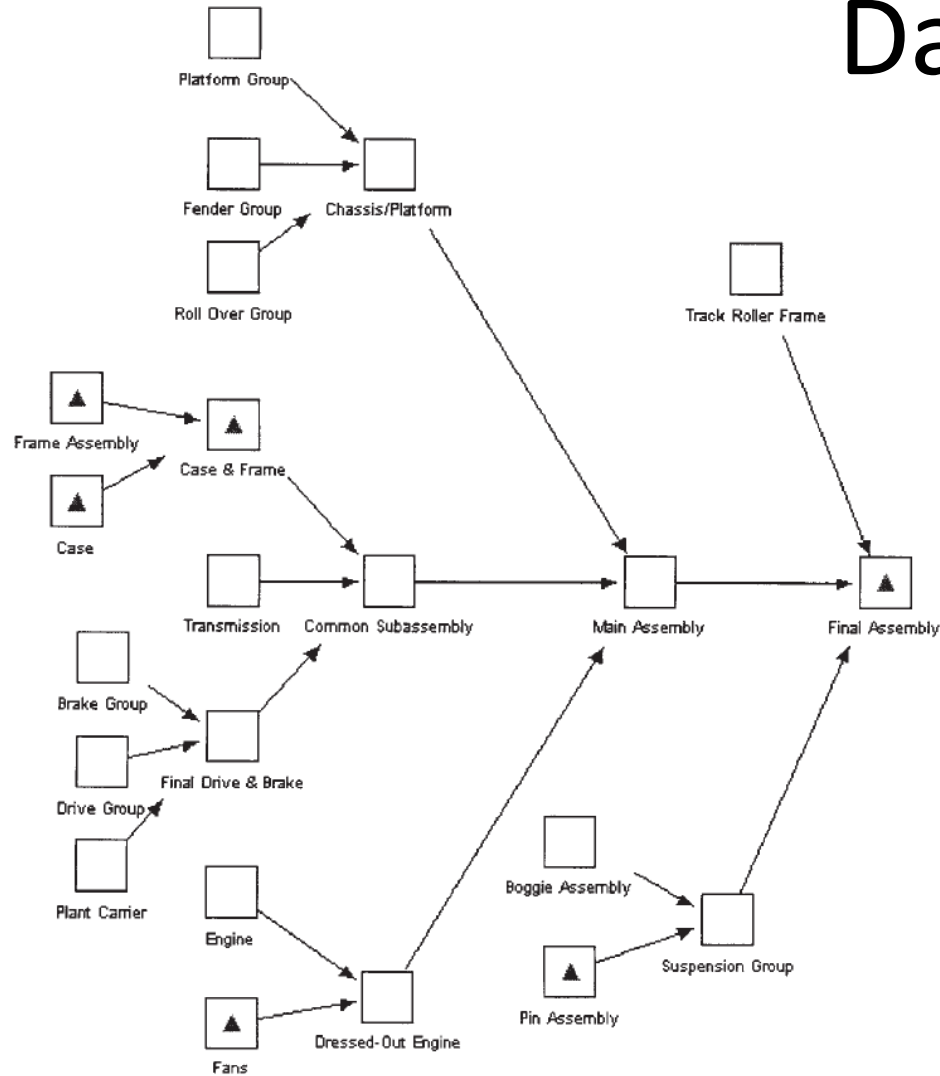 Da
Platform Group
Fender Group
Chassis/Platform
Roll Over Group
Track Roller Frame
Frame Assembly
Case & Frame
Case
Transmission
Common Subassembly
Main Assembly
Final Assembly
Brake Group
Final Drive & Brake
Drive Group
Plant Carrier
Boggie Assembly
Engine
Suspension Group
Pin Assembly
Dressed-Out Engine
Fans